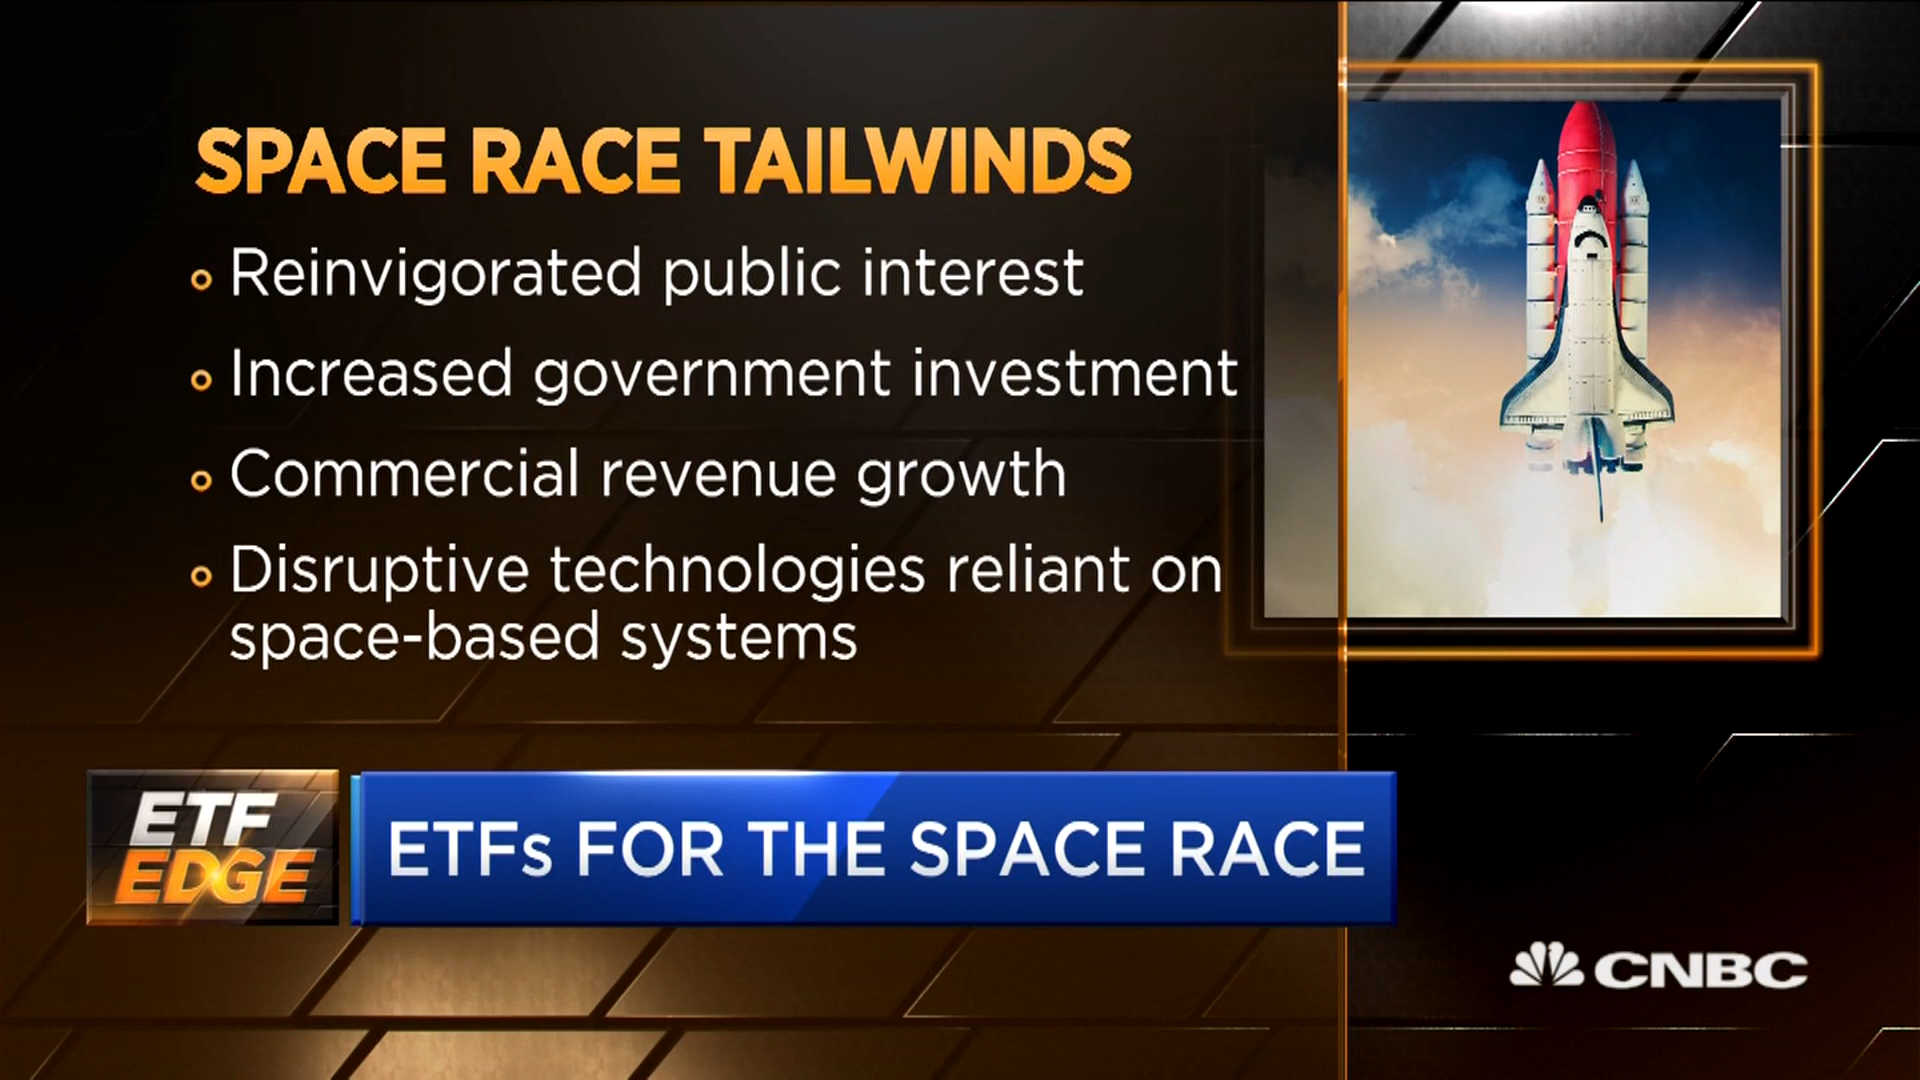 SPACE RACE TAILWINDS
Reinvigorated public interest
Increased government investment
Commercial revenue growth
Disruptive technologies reliant on
space-based systems
ETF
EDGE
ETFs FOR THE SPACE RACE
CNBC